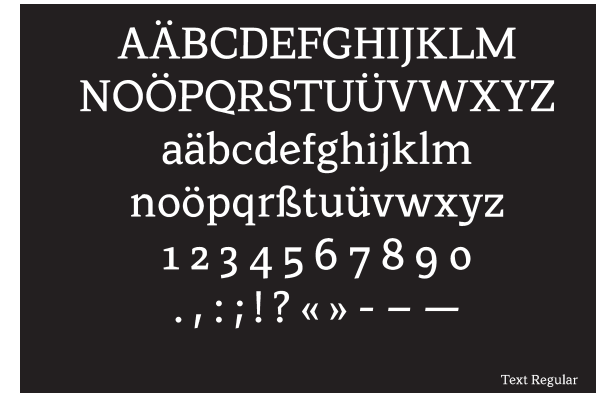 AÄBCDEFGHIJKLM
NOÖPQRSTUÜVWXYZ
aäbcdefghijklm
noöpqrßtuüvwxyz
1 2 3 4 5 6 7 8 9 0
. , : ; ! ? « » - – —
Text Regular